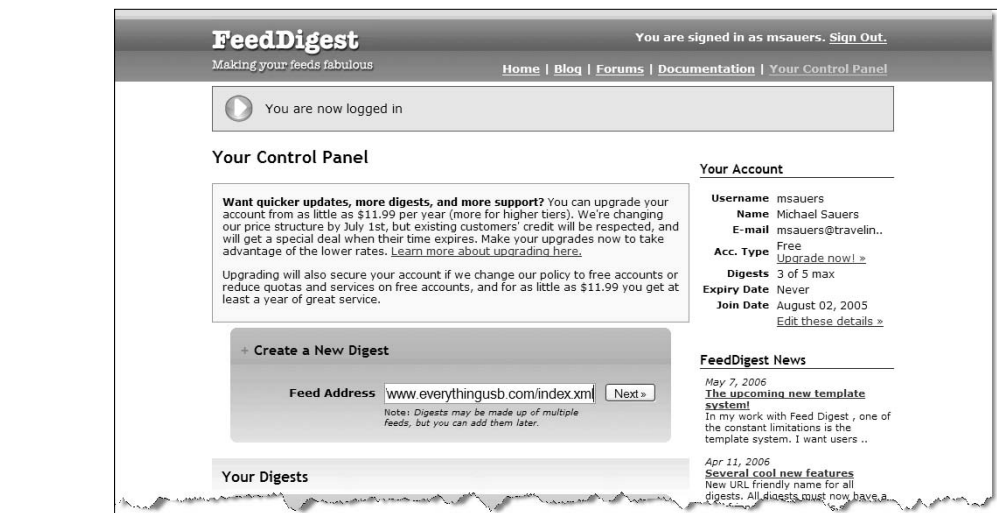 FeedDigest
Making your feeds fabulous
You are signed in as msauers. Sign Out.
Home | Blog | Forums | Documentation | Your Control Panel
You are now logged in
Your Control Panel
Want quicker updates, more digests, and more support? You can upgrade your
account from as little as $11.99 per year (more for higher tiers). We're changing
our price structure by July 1st, but existing customers' credit will be respected, and
will get a special deal when their time expires. Make your upgrades now to take
advantage of the lower rates. Learn more about upgrading here.
Upgrading will also secure your account if we change our policy to free accounts or
reduce quotas and services on free accounts, and for as little as $11.99 you get at
least a year of great service.
+ Create a New Digest
Feed Address www.everythingusb.com/index.xml Next »
Note: Digests may be made up of multiple
feeds, but you can add them later.
Your Digests
Your Account
Username msauers
Name Michael Sauers
E-mail msauers@travelin..
Acc. Type Free
Upgrade now! »
Digests 3 of 5 max
Expiry Date Never
Join Date August 02, 2005
Edit these details »
FeedDigest News
May 7, 2006
The upcoming new template
system!
In my work with Feed Digest , one of
the constant limitations is the
template system. I want users ..
Apr 11, 2006
Several cool new features
New URL friendly name for all
digests. All digests must now have a